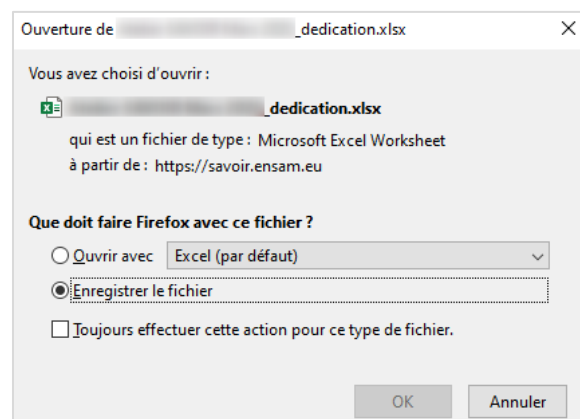 Ouverture de _dedication.xlsx
Vous avez choisi d'ouvrir :
_dedication.xlsx
qui est un fichier de type : Microsoft Excel Worksheet
à partir de : https://savoir.ensam.eu
Que doit faire Firefox avec ce fichier ?
Ouvrir avec Excel (par défaut)
Enregistrer le fichier
Toujours effectuer cette action pour ce type de fichier.
OK Annuler